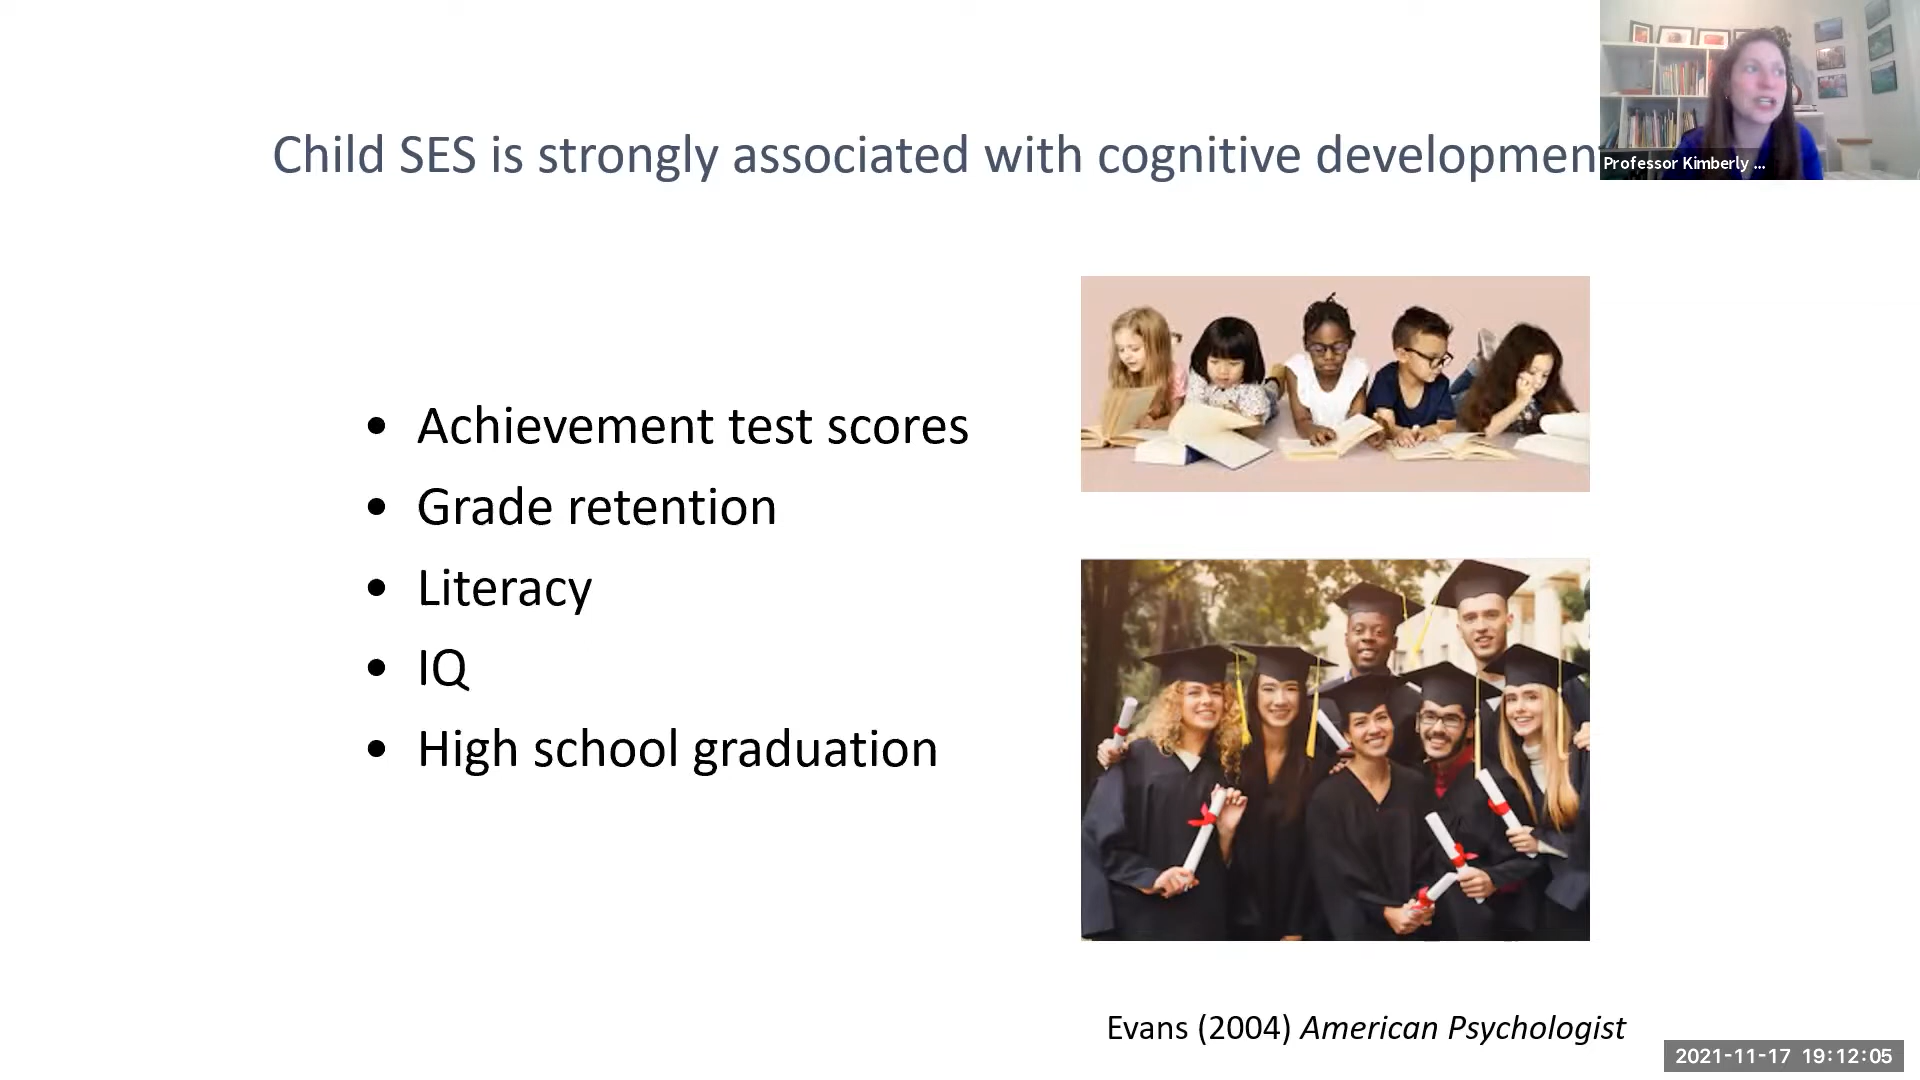 Child SES is strongly associated with cognitive developmen
Professor Kimberly ...
• Achievement test scores
• Grade retention
• Literacy
• IQ
• High school graduation
Evans (2004) American Psychologist
2021-11-17 19:12:05